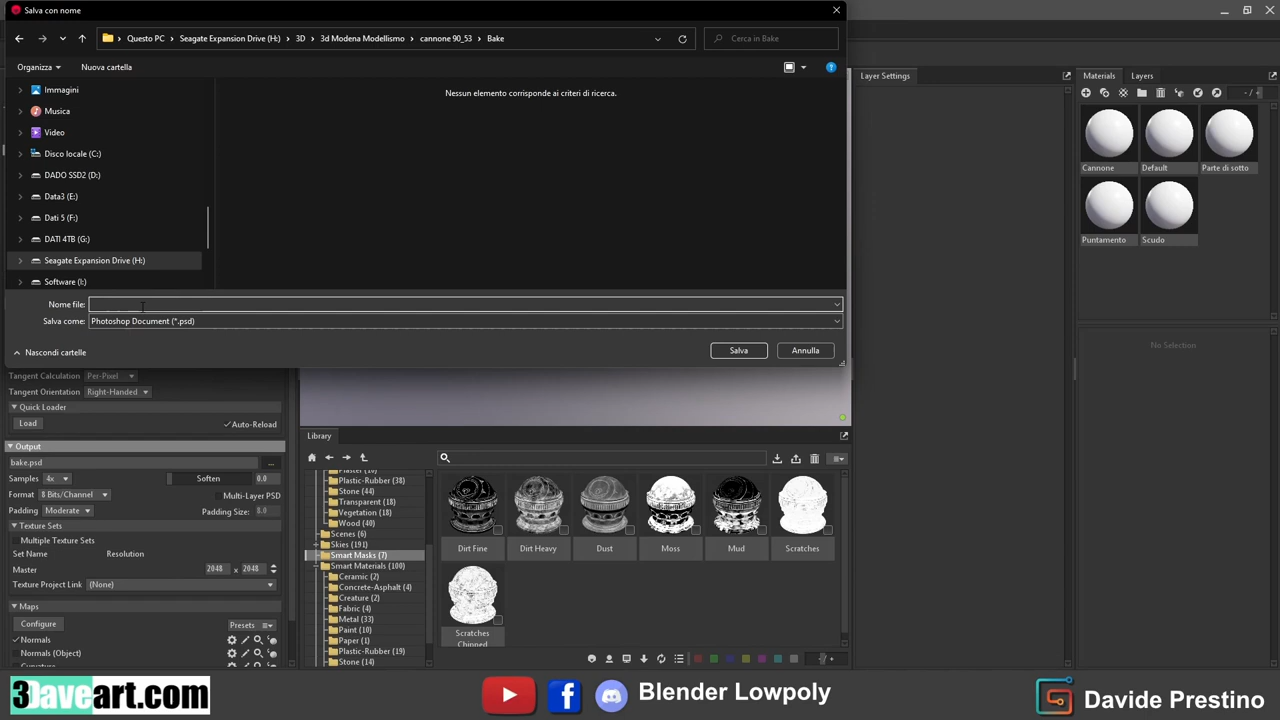 Salva con nome
Questo PC
Seagate Expansion Drive (H:)
3D
3d Modena Modellismo
cannone 90_53
Bake
Cerca in Bake
Organizza
Nuova cartella
Immagini
Musica
Video
Disco locale (C:)
DADO SSD2 (D:)
Data3 (E:)
Dati 5 (F:)
DATI 4TB (G:)
Seagate Expansion Drive (H:)
Software (I:)
Nessun elemento corrisponde ai criteri di ricerca.
Nome file:
Salva come: Photoshop Document (*.psd)
Nascondi cartelle
Salva
Annulla
Tangent Calculation Per-Pixel
Tangent Orientation Right-Handed
Quick Loader
Load
Auto-Reload
Output
bake.psd
...
Samples 4x
Soften 0.0
Format 8 Bits/Channel
Multi-Layer PSD
Padding Moderate
Padding Size: 8.0
Texture Sets
Multiple Texture Sets
Set Name Resolution
Master 2048 x 2048
Texture Project Link (None)
Maps
Configure
Presets
Normals
Normals (Object)
Library
Plastic-Rubber (38)
Stone (44)
Transparent (18)
Vegetation (18)
Wood (40)
Scenes (6)
Skies (191)
Smart Masks (7)
Smart Materials (100)
Ceramic (2)
Concrete-Asphalt (4)
Creature (2)
Fabric (4)
Metal (33)
Paint (10)
Paper (1)
Plastic-Rubber (19)
Stone (14)
Dirt Fine
Dirt Heavy
Dust
Moss
Mud
Scratches
Scratches
Chipped
Layer Settings
Materials
Layers
- / -
Cannone
Default
Parte di sotto
Puntamento
Scudo
No Selection
3Daveart.com
Blender Lowpoly
Davide Prestino